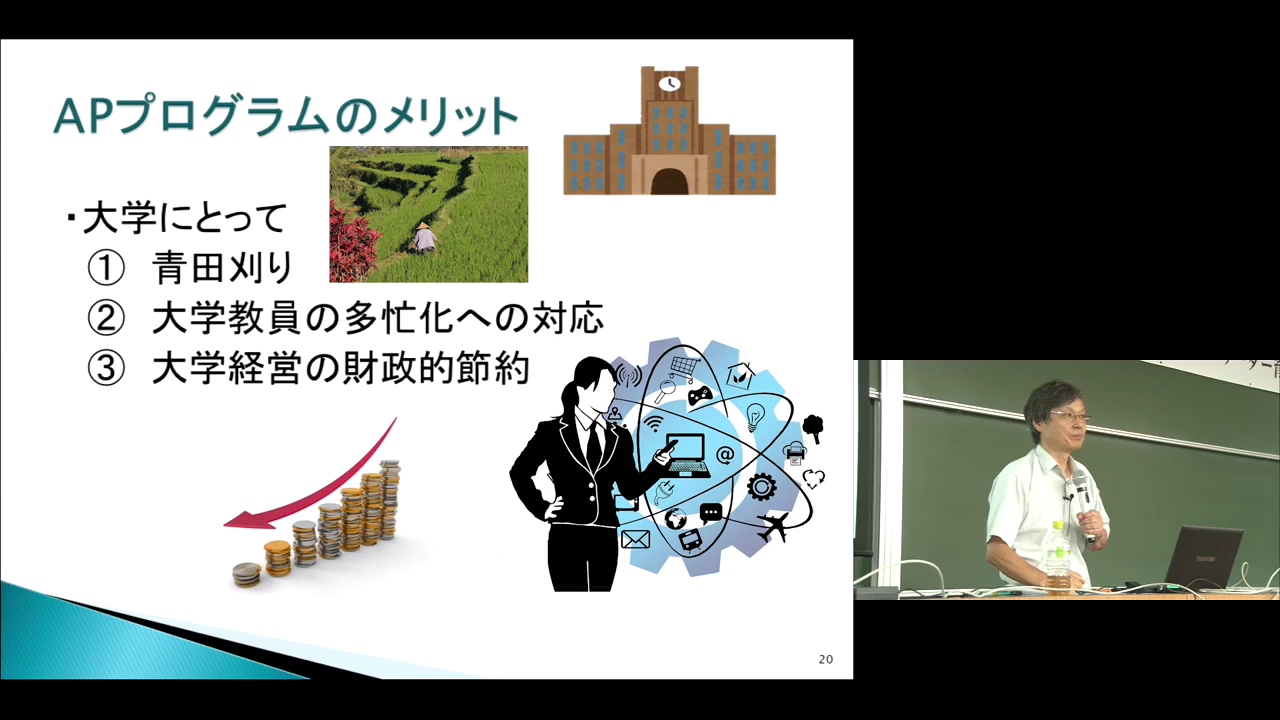 APプログラムのメリット
・大学にとって
① 青田刈り
② 大学教員の多忙化への対応
③ 大学経営の財政的節約
@
20
TOSHIBA